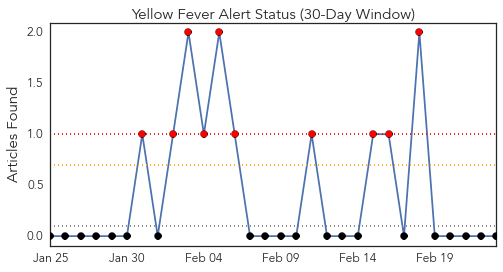 Yellow Fever Alert Status (30-Day Window)
Articles Found
2.0
1.5
1.0
0.5
0.0
Jan 25 Jan 30 Feb 04 Feb 09 Feb 14 Feb 19